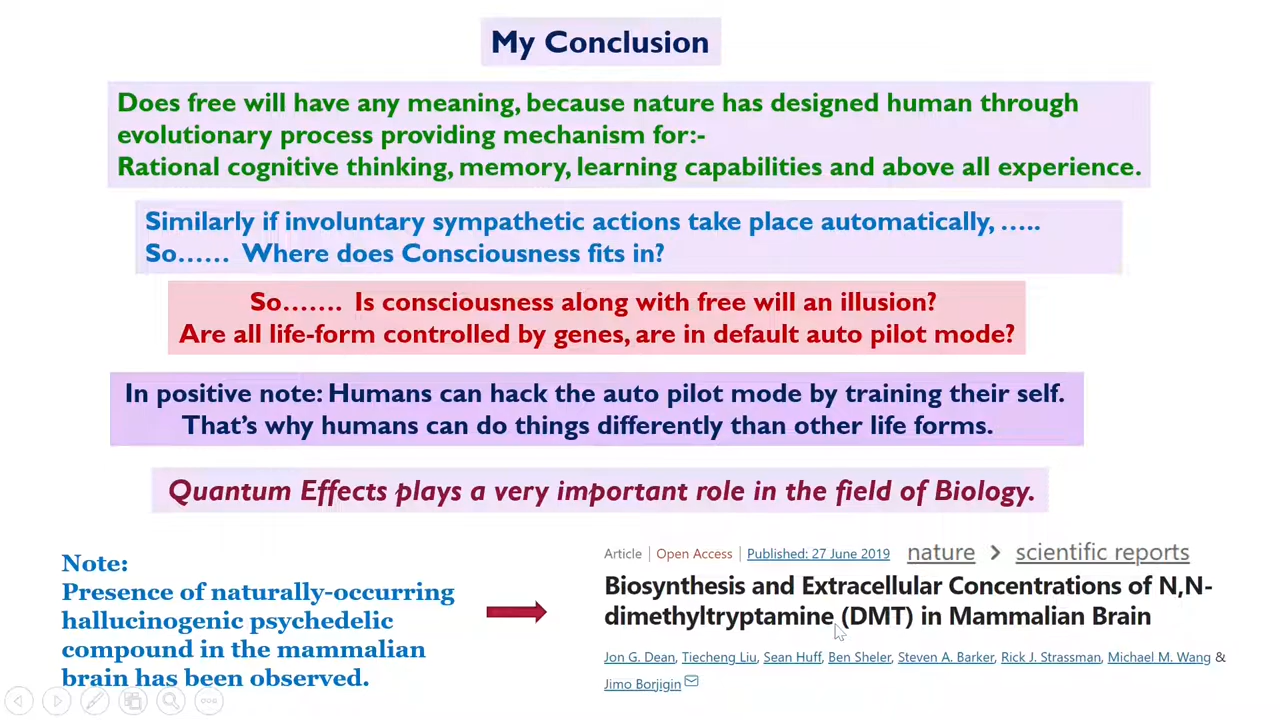 My Conclusion
Does free will have any meaning, because nature has designed human through
evolutionary process providing mechanism for:-
Rational cognitive thinking, memory, learning capabilities and above all experience.
Similarly if involuntary sympathetic actions take place automatically, …..
So…… Where does Consciousness fits in?
So……. Is consciousness along with free will an illusion?
Are all life-form controlled by genes, are in default auto pilot mode?
In positive note: Humans can hack the auto pilot mode by training their self.
That’s why humans can do things differently than other life forms.
Quantum Effects plays a very important role in the field of Biology.
Note:
Presence of naturally-occurring
hallucinogenic psychedelic
compound in the mammalian
brain has been observed.
Article | Open Access | Published: 27 June 2019 nature > scientific reports
Biosynthesis and Extracellular Concentrations of N,N-
dimethyltryptamine (DMT) in Mammalian Brain
Jon G. Dean, Tiecheng Liu, Sean Huff, Ben Sheler, Steven A. Barker, Rick J. Strassman, Michael M. Wang &
Jimo Borjigin